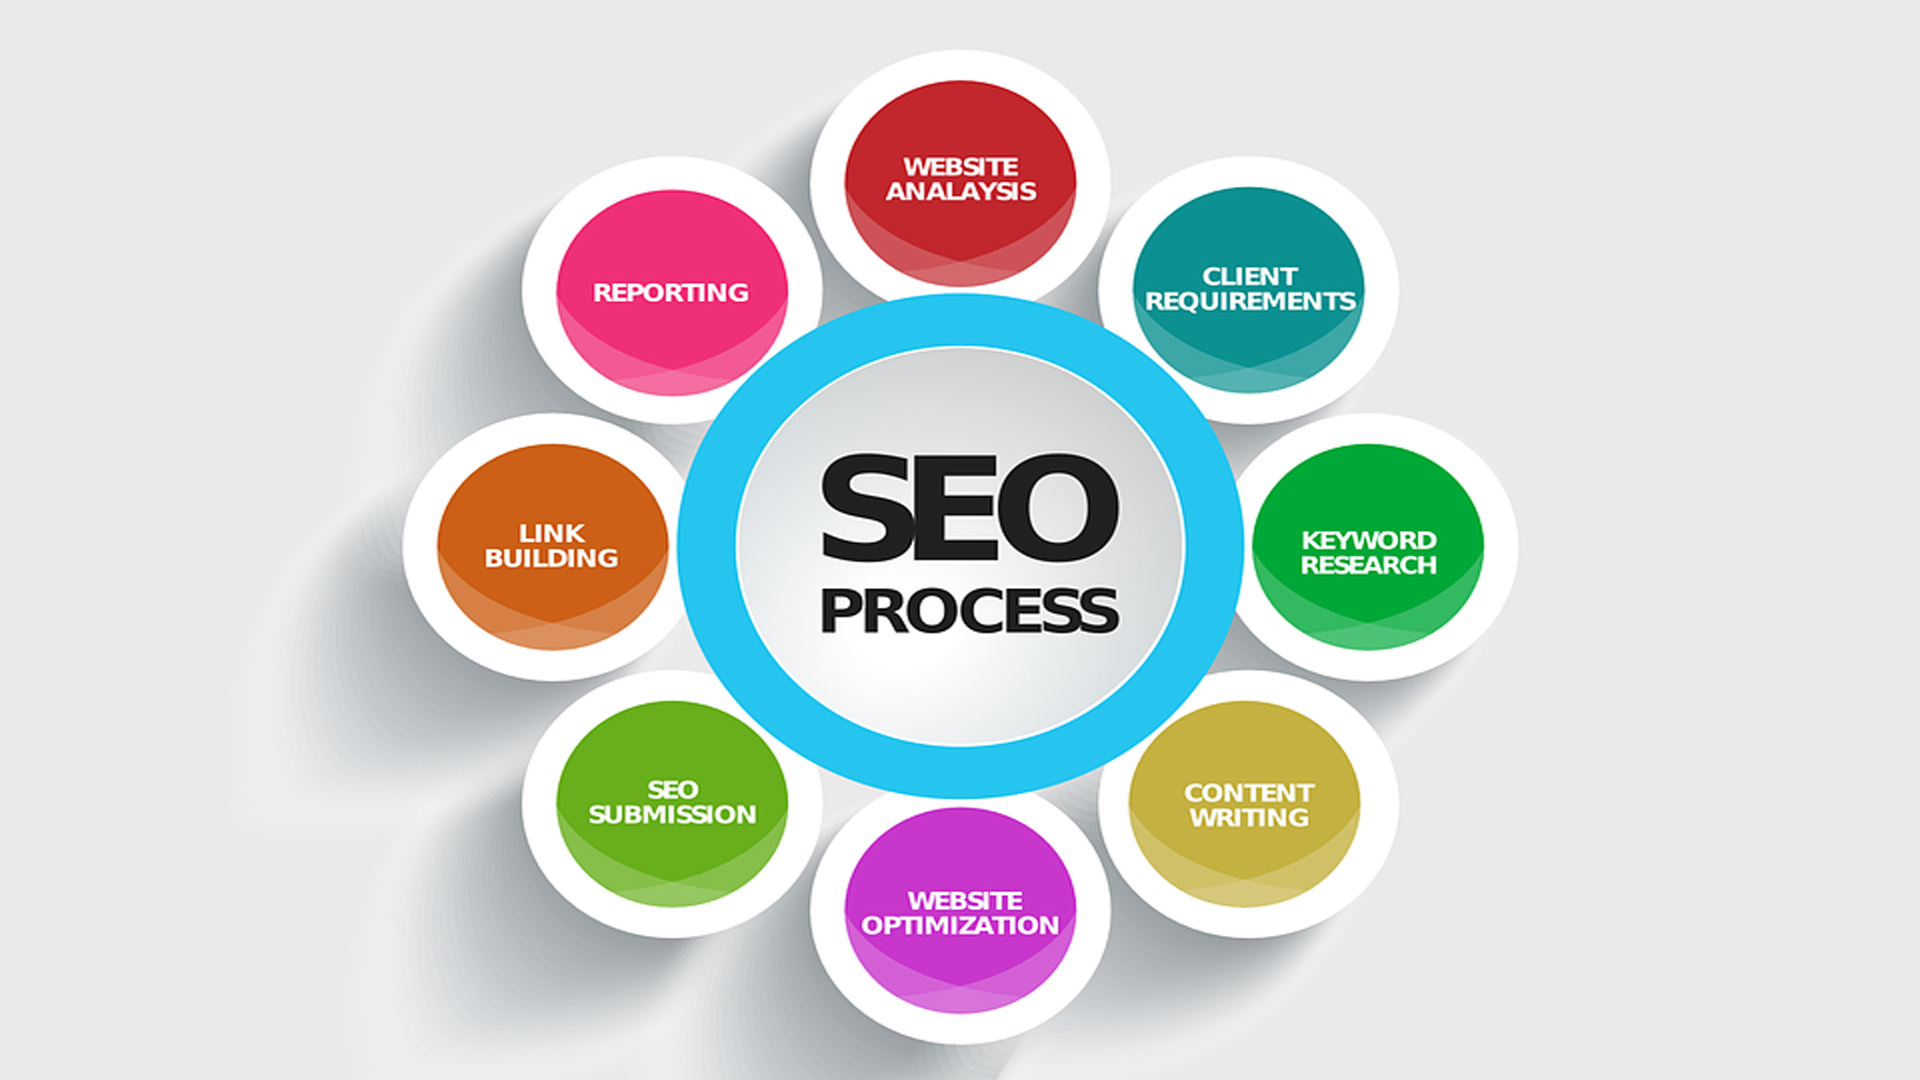 WEBSITE
ANALAYSIS
CLIENT
REQUIREMENTS
KEYWORD
RESEARCH
CONTENT
WRITING
WEBSITE
OPTIMIZATION
SEO
SUBMISSION
LINK
BUILDING
REPORTING
SEO
PROCESS